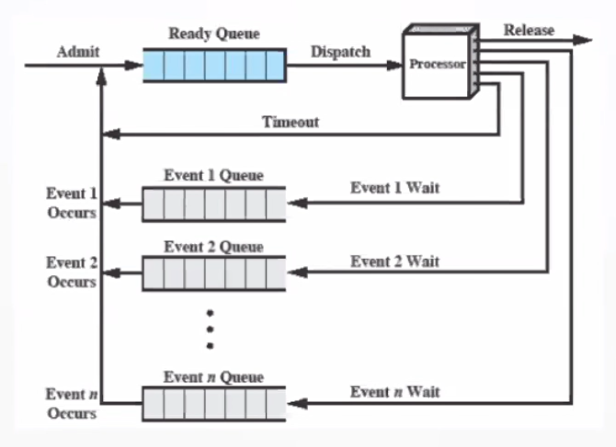 Release
Ready Queue
Admit
Dispatch
Processor
Timeout
Event 1 Queue
Event 1
Occurs
Event 1 Wait
Event 2 Queue
Event 2
Occurs
Event 2 Wait
Event n Queue
Event n
Occurs
Event n Wait